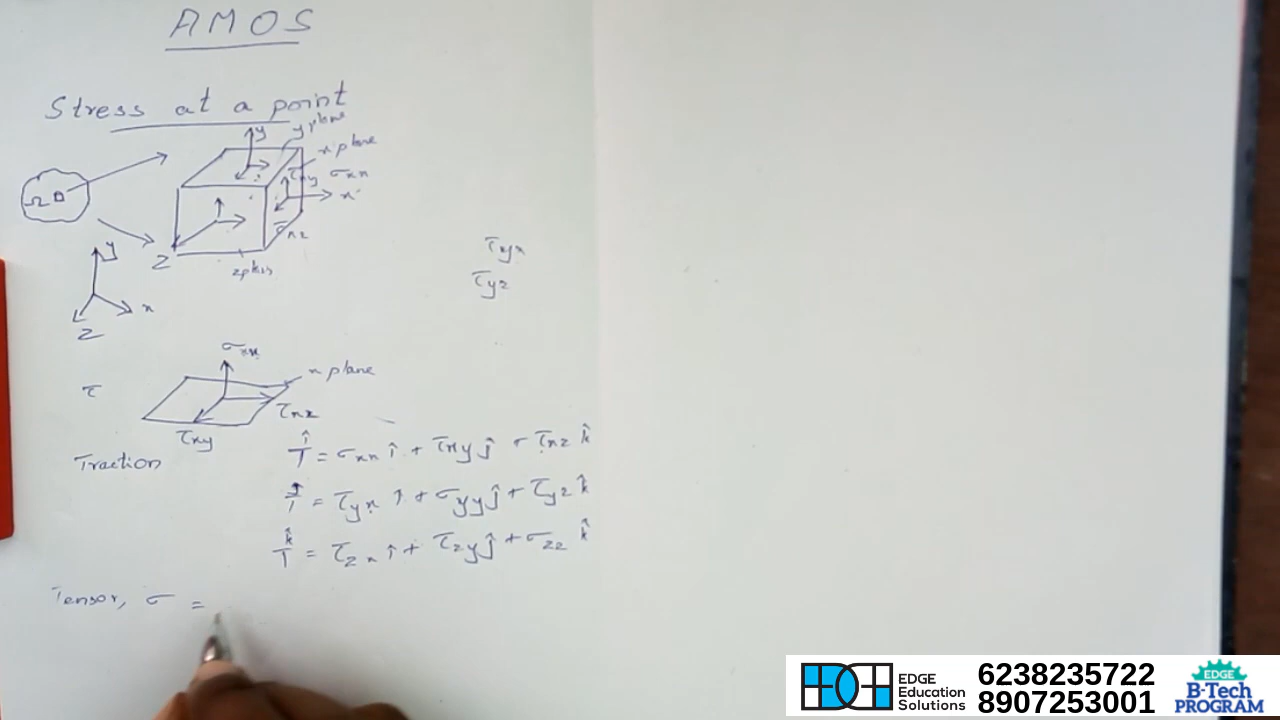 AMOS
Stress at a point
y
y plane
x plane
τxy σxx
x
Ω
τxz
z
z plane
y
x
z
τyx
τyz
σxx
x plane
τ
τxz
τxy
Traction
T î = σxx î + τxy ĵ + τxz k̂
T ĵ = τyx î + σyy ĵ + τyz k̂
T k̂ = τzx î + τzy ĵ + σzz k̂
Tensor, σ =
EDGE
Education
Solutions
6238235722
8907253001
EDGE
B-Tech
PROGRAM